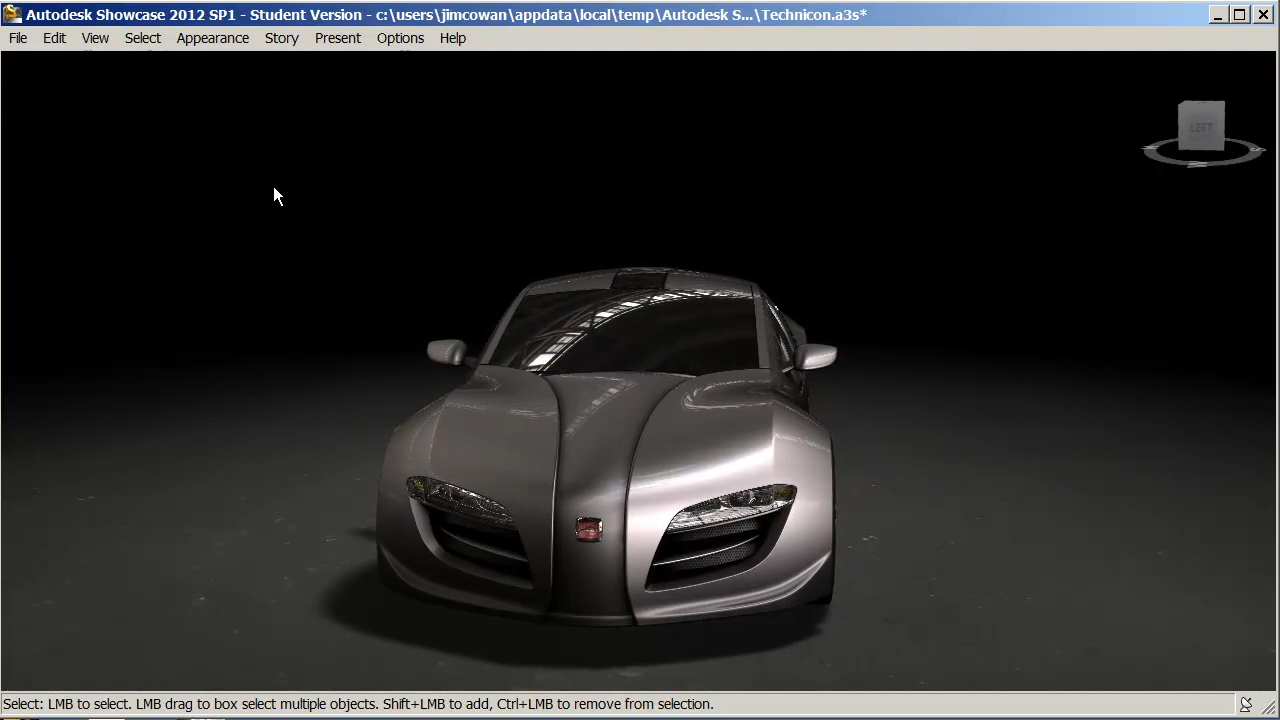 Autodesk Showcase 2012 SP1 - Student Version - c:\users\jimcowan\appdata\local\temp\Autodesk S...\Technicon.a3s*
File Edit View Select Appearance Story Present Options Help
LEFT
Select: LMB to select. LMB drag to box select multiple objects. Shift+LMB to add, Ctrl+LMB to remove from selection.